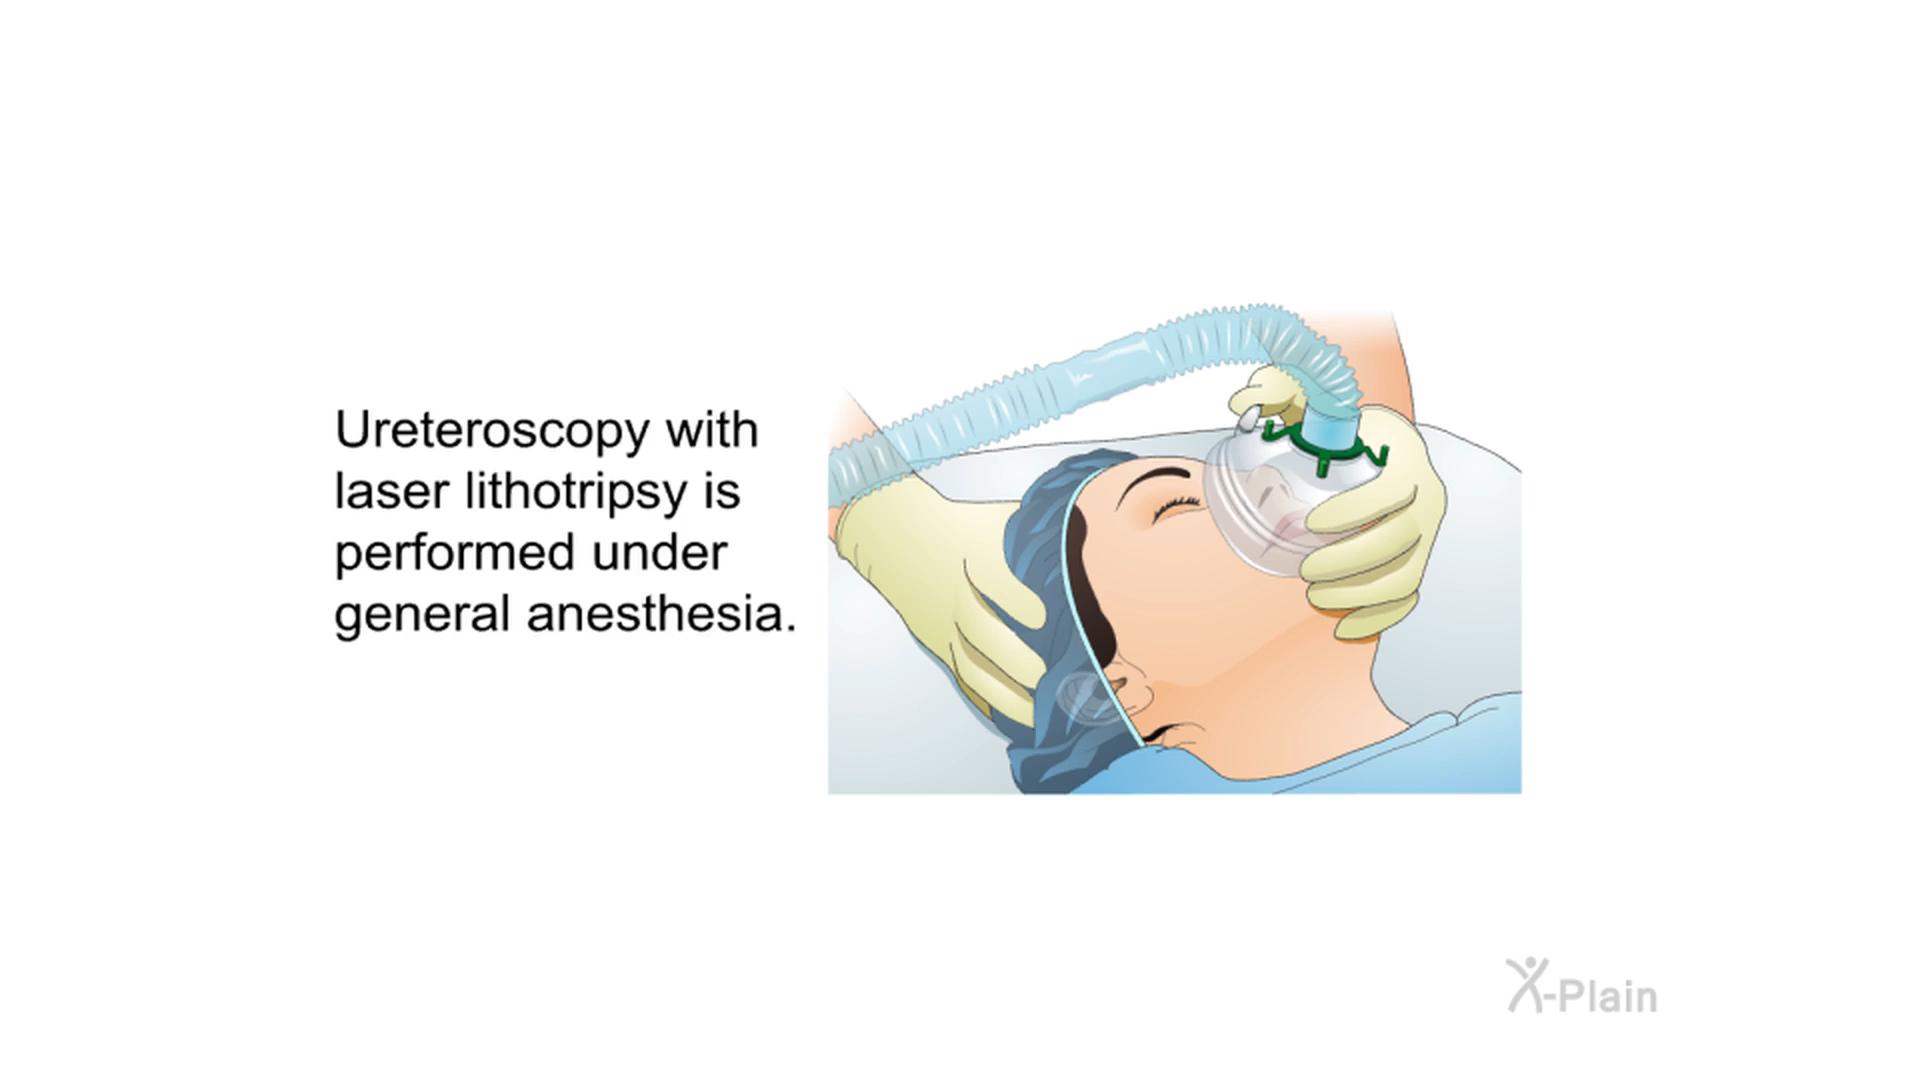 Ureteroscopy with
laser lithotripsy is
performed under
general anesthesia.
X-Plain